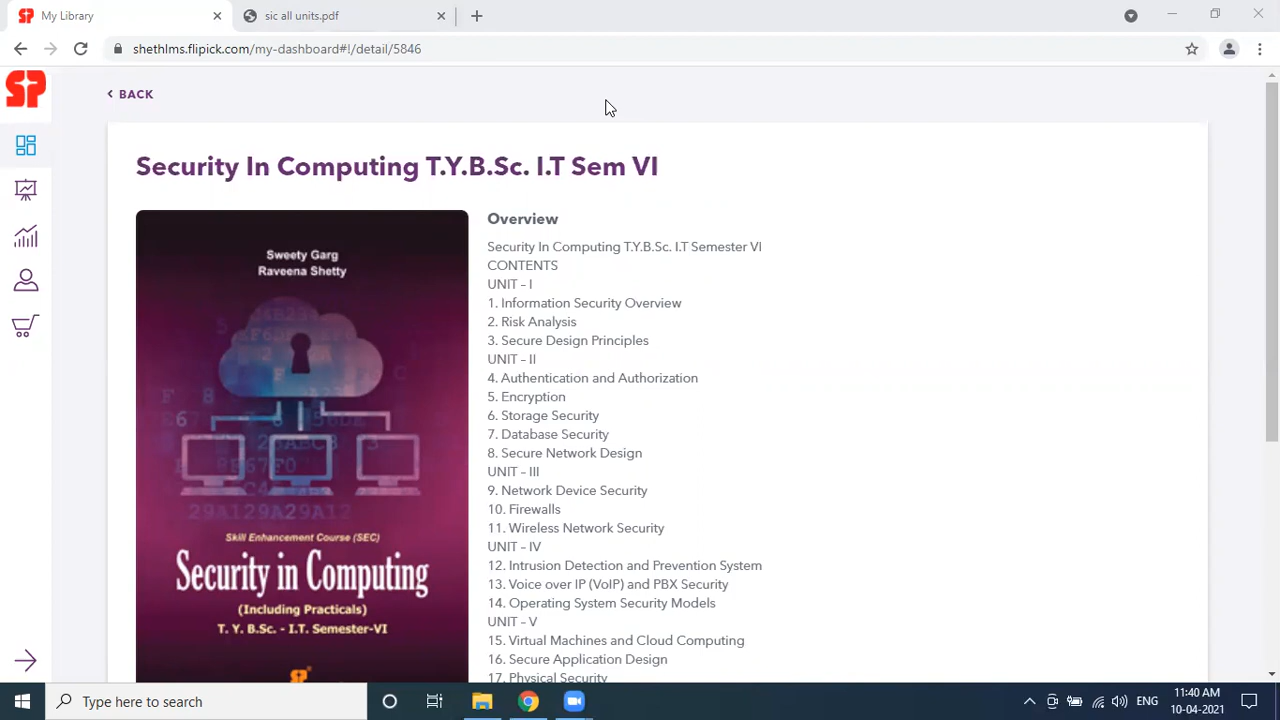 My Library
sic all units.pdf
shethlms.flipick.com/my-dashboard#!/detail/5846
SP
BACK
Security In Computing T.Y.B.Sc. I.T Sem VI
Sweety Garg
Raveena Shetty
Skill Enhancement Course (SEC)
Security in Computing
(Including Practicals)
T. Y. B.Sc. - I.T. Semester-VI
Overview
Security In Computing T.Y.B.Sc. I.T Semester VI
CONTENTS
UNIT – I
1. Information Security Overview
2. Risk Analysis
3. Secure Design Principles
UNIT – II
4. Authentication and Authorization
5. Encryption
6. Storage Security
7. Database Security
8. Secure Network Design
UNIT – III
9. Network Device Security
10. Firewalls
11. Wireless Network Security
UNIT – IV
12. Intrusion Detection and Prevention System
13. Voice over IP (VoIP) and PBX Security
14. Operating System Security Models
UNIT – V
15. Virtual Machines and Cloud Computing
16. Secure Application Design
17. Physical Security
Type here to search
ENG
11:40 AM
10-04-2021